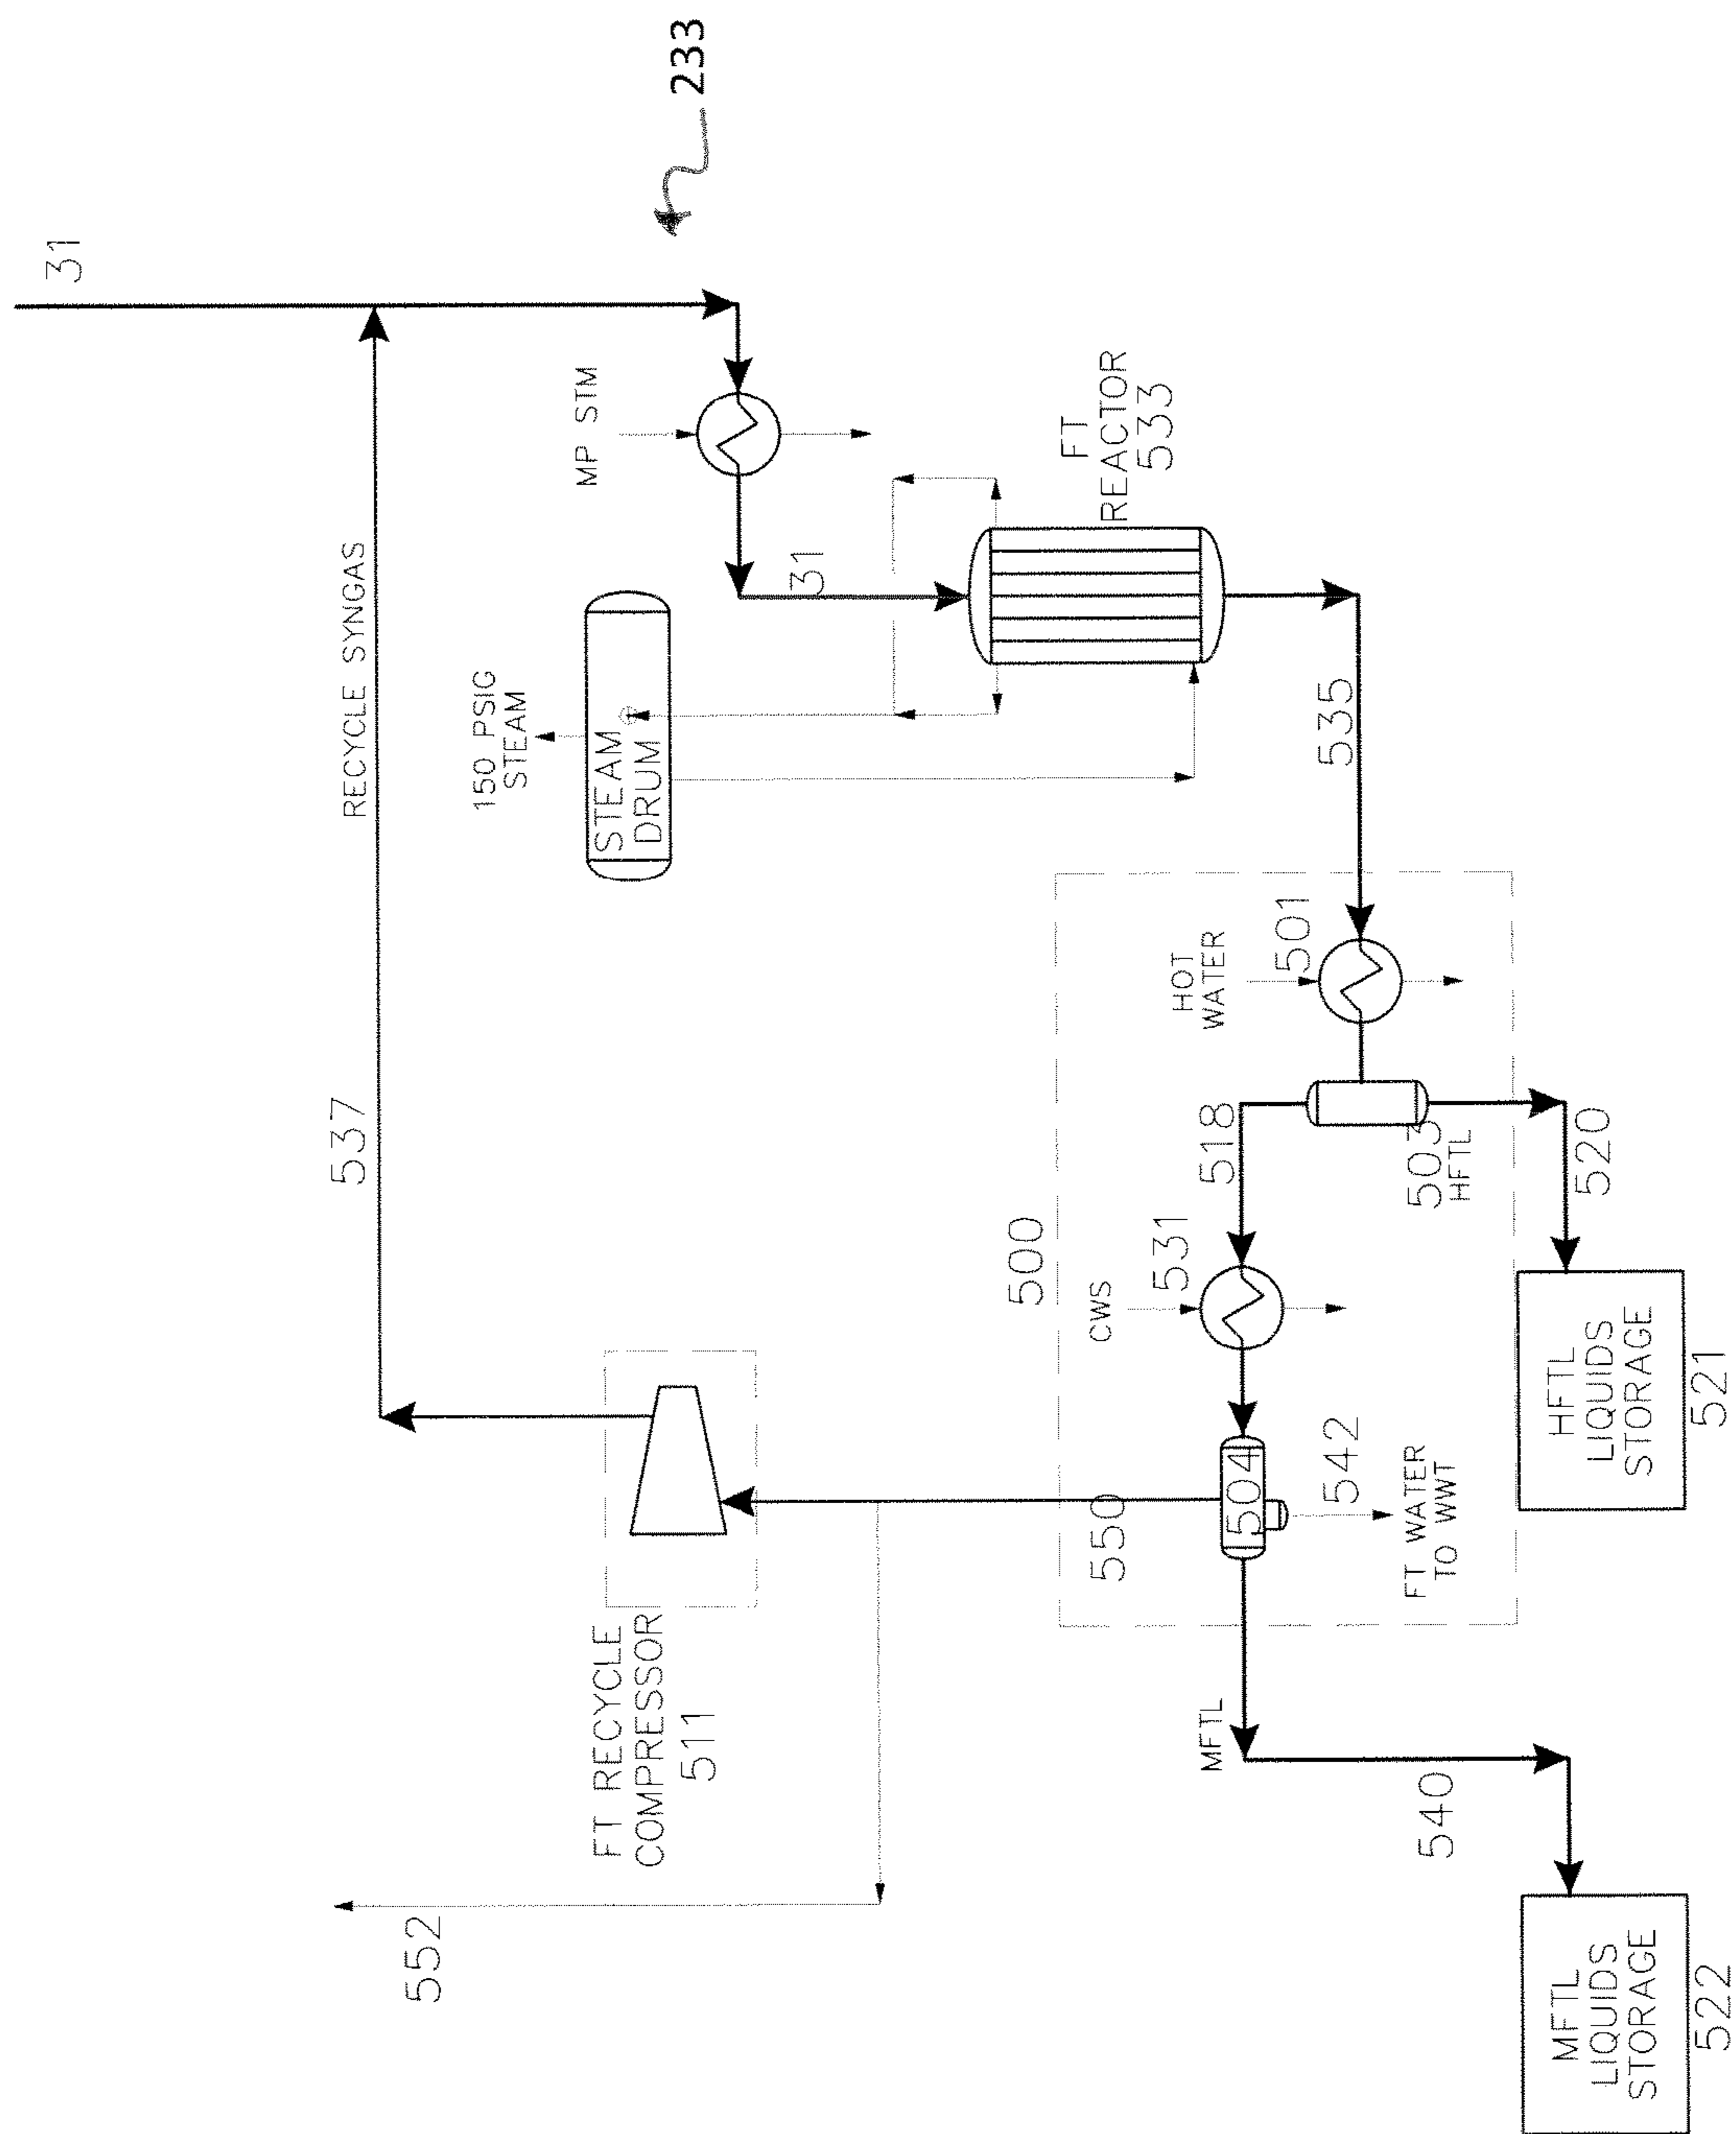 31
233
RECYCLE SYNGAS
537
MP STM
150 PSIG
STEAM
STEAM
DRUM
31
FT
REACTOR
533
535
HOT
WATER
501
518
503
HFTL
520
500
CWS
531
504
550
542
FT WATER
TO WWT
HFTL
LIQUIDS
STORAGE
521
FT RECYCLE
COMPRESSOR
511
552
MFTL
540
MFTL
LIQUIDS
STORAGE
522